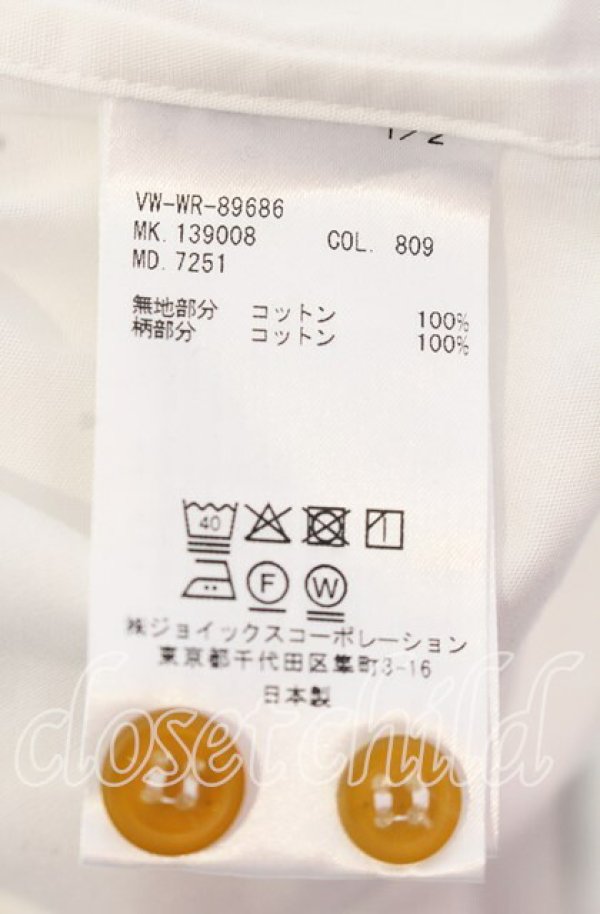 1/2
VW-WR-89686
MK. 139008 COL. 809
MD. 7251
無地部分 コットン 100%
柄部分 コットン 100%
40
F W
㈱ジョイックスコーポレーション
東京都千代田区隼町3-16
日本製
closet child